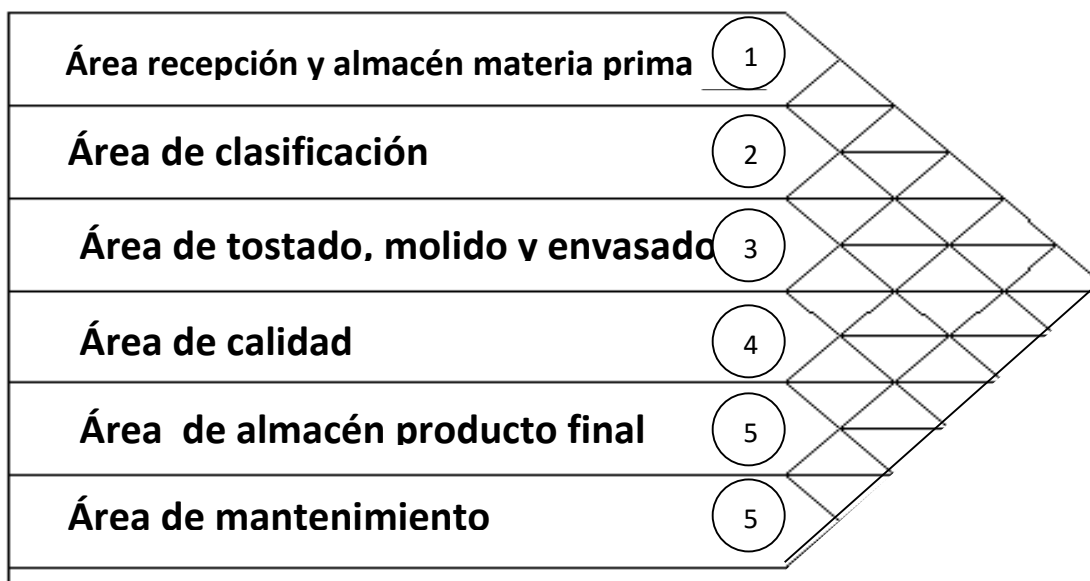 Área recepción y almacén materia prima 1
Área de clasificación 2
Área de tostado, molido y envasado 3
Área de calidad 4
Área de almacén producto final 5
Área de mantenimiento 5